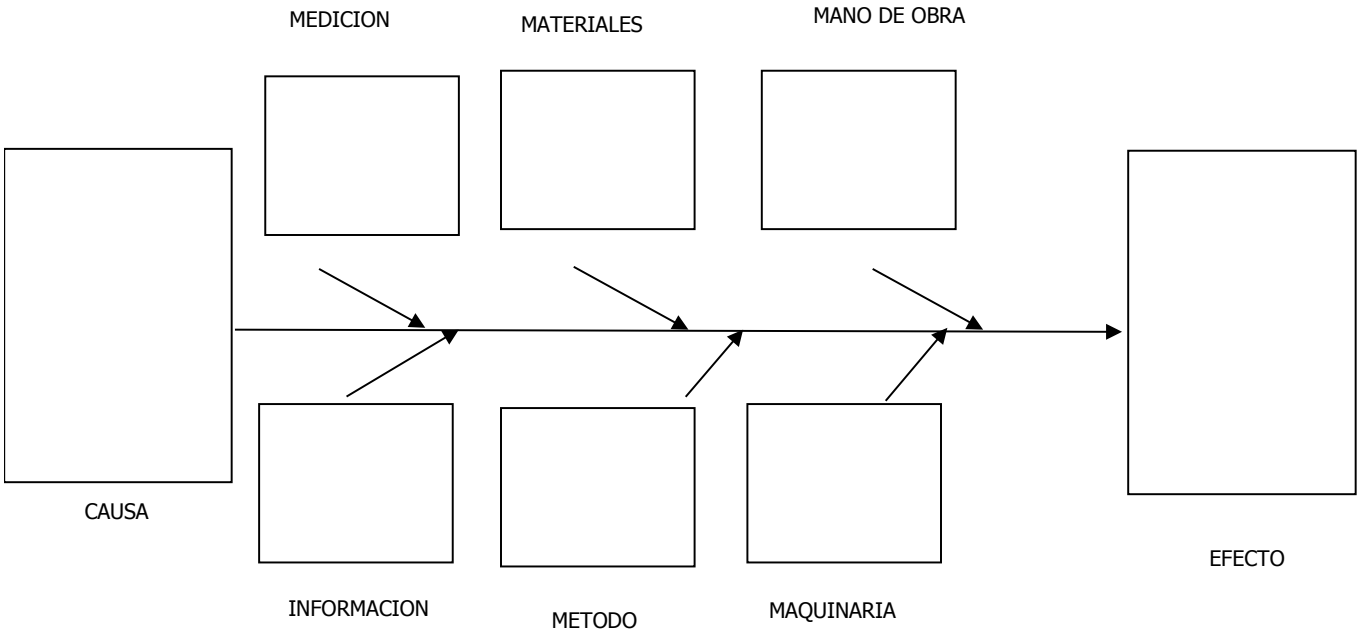 MEDICION
MATERIALES
MANO DE OBRA
CAUSA
EFECTO
INFORMACION
METODO
MAQUINARIA